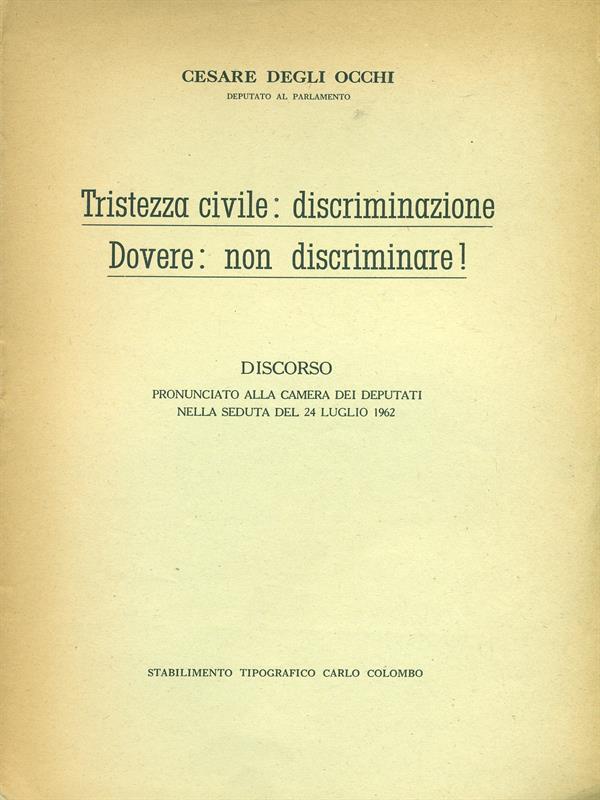 CESARE DEGLI OCCHI
DEPUTATO AL PARLAMENTO
Tristezza civile: discriminazione
Dovere: non discriminare!
DISCORSO
PRONUNCIATO ALLA CAMERA DEI DEPUTATI
NELLA SEDUTA DEL 24 LUGLIO 1962
STABILIMENTO TIPOGRAFICO CARLO COLOMBO